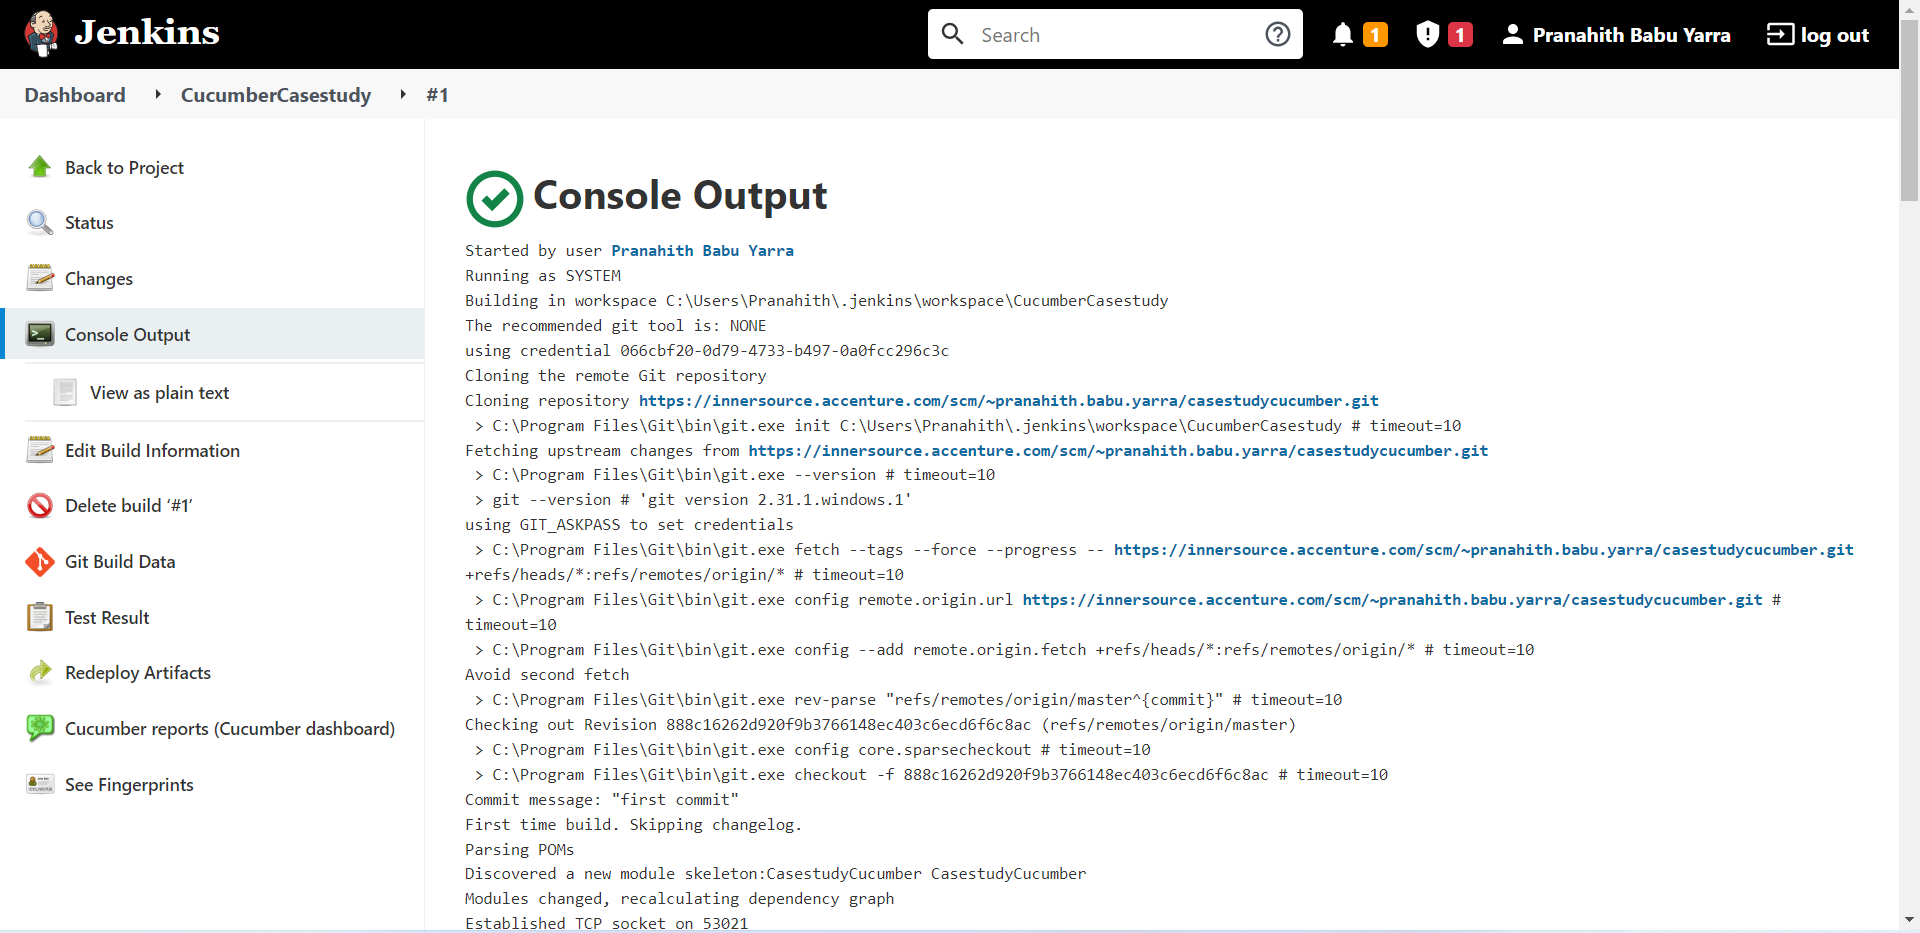 Jenkins
Search
1
1
Pranahith Babu Yarra
log out
Dashboard
CucumberCasestudy
#1
Back to Project
Status
Changes
Console Output
View as plain text
Edit Build Information
Delete build ‘#1’
Git Build Data
Test Result
Redeploy Artifacts
Cucumber reports (Cucumber dashboard)
See Fingerprints
Console Output
Started by user Pranahith Babu Yarra
Running as SYSTEM
Building in workspace C:\Users\Pranahith\.jenkins\workspace\CucumberCasestudy
The recommended git tool is: NONE
using credential 066cbf20-0d79-4733-b497-0a0fcc296c3c
Cloning the remote Git repository
Cloning repository https://innersource.accenture.com/scm/~pranahith.babu.yarra/casestudycucumber.git
> C:\Program Files\Git\bin\git.exe init C:\Users\Pranahith\.jenkins\workspace\CucumberCasestudy # timeout=10
Fetching upstream changes from https://innersource.accenture.com/scm/~pranahith.babu.yarra/casestudycucumber.git
> C:\Program Files\Git\bin\git.exe --version # timeout=10
> git --version # 'git version 2.31.1.windows.1'
using GIT_ASKPASS to set credentials
> C:\Program Files\Git\bin\git.exe fetch --tags --force --progress -- https://innersource.accenture.com/scm/~pranahith.babu.yarra/casestudycucumber.git
+refs/heads/*:refs/remotes/origin/* # timeout=10
> C:\Program Files\Git\bin\git.exe config remote.origin.url https://innersource.accenture.com/scm/~pranahith.babu.yarra/casestudycucumber.git #
timeout=10
> C:\Program Files\Git\bin\git.exe config --add remote.origin.fetch +refs/heads/*:refs/remotes/origin/* # timeout=10
Avoid second fetch
> C:\Program Files\Git\bin\git.exe rev-parse "refs/remotes/origin/master^{commit}" # timeout=10
Checking out Revision 888c16262d920f9b3766148ec403c6ecd6f6c8ac (refs/remotes/origin/master)
> C:\Program Files\Git\bin\git.exe config core.sparsecheckout # timeout=10
> C:\Program Files\Git\bin\git.exe checkout -f 888c16262d920f9b3766148ec403c6ecd6f6c8ac # timeout=10
Commit message: "first commit"
First time build. Skipping changelog.
Parsing POMs
Discovered a new module skeleton:CasestudyCucumber CasestudyCucumber
Modules changed, recalculating dependency graph
Established TCP socket on 53021